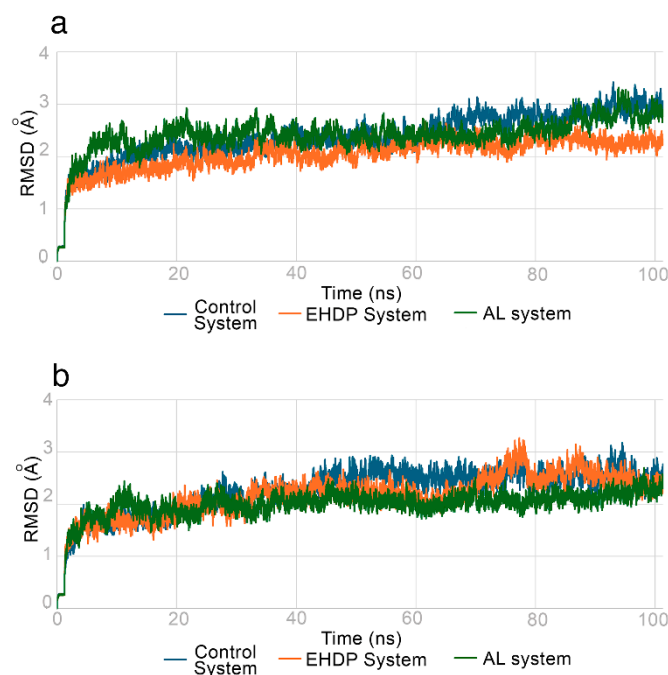 a
4
3
2
1
0
RMSD (Å)
0 20 40 60 80 100
Time (ns)
Control System
EHDP System
AL system
b
4
3
2
1
0
RMSD (Å)
0 20 40 60 80 100
Time (ns)
Control System
EHDP System
AL system